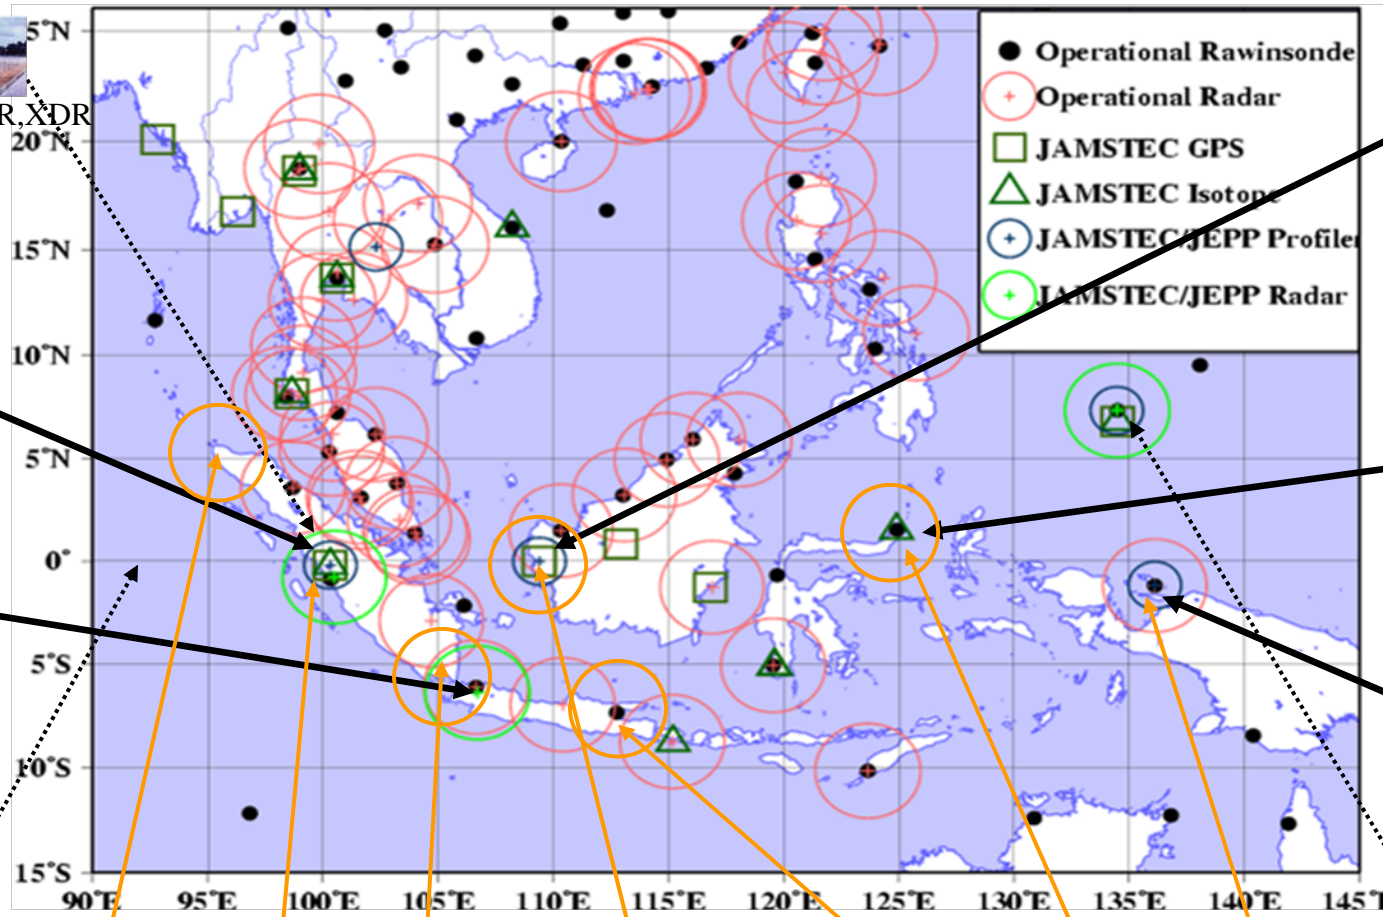 R,XDR
25°N
20°N
15°N
10°N
5°N
0°
5°S
10°S
15°S
90°E 95°E 100°E 105°E 110°E 115°E 120°E 125°E 130°E 135°E 140°E 145°
Operational Rawinsonde
Operational Radar
JAMSTEC GPS
JAMSTEC Isotope
JAMSTEC/JEPP Profiler
JAMSTEC/JEPP Radar